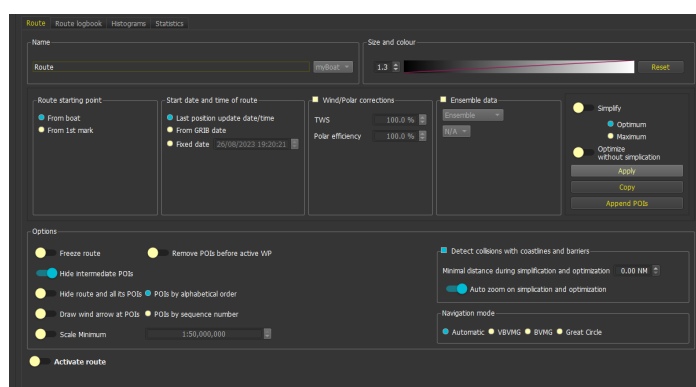 Route Route logbook Histograms Statistics
Name
Size and colour
Route myBoat 1.3 Reset
Route starting point
From boat
From 1st mark
Start date and time of route
Last position update date/time
From GRIB date
Fixed date 26/08/2023 19:20:21
Wind/Polar corrections
TWS 100.0 %
Polar efficiency 100.0 %
Ensemble data
Ensemble
N/A
Simplify
Optimum
Maximum
Optimize
without simplication
Apply
Copy
Append POIs
Options
Freeze route Remove POIs before active WP
Hide intermediate POIs
Hide route and all its POIs POIs by alphabetical order
Draw wind arrow at POIs POIs by sequence number
Scale Minimum 1:50,000,000
Detect collisions with coastlines and barriers
Minimal distance during simplification and optimization 0.00 NM
Auto zoom on simplication and optimization
Navigation mode
Automatic VBVMG BVMG Great Circle
Activate route